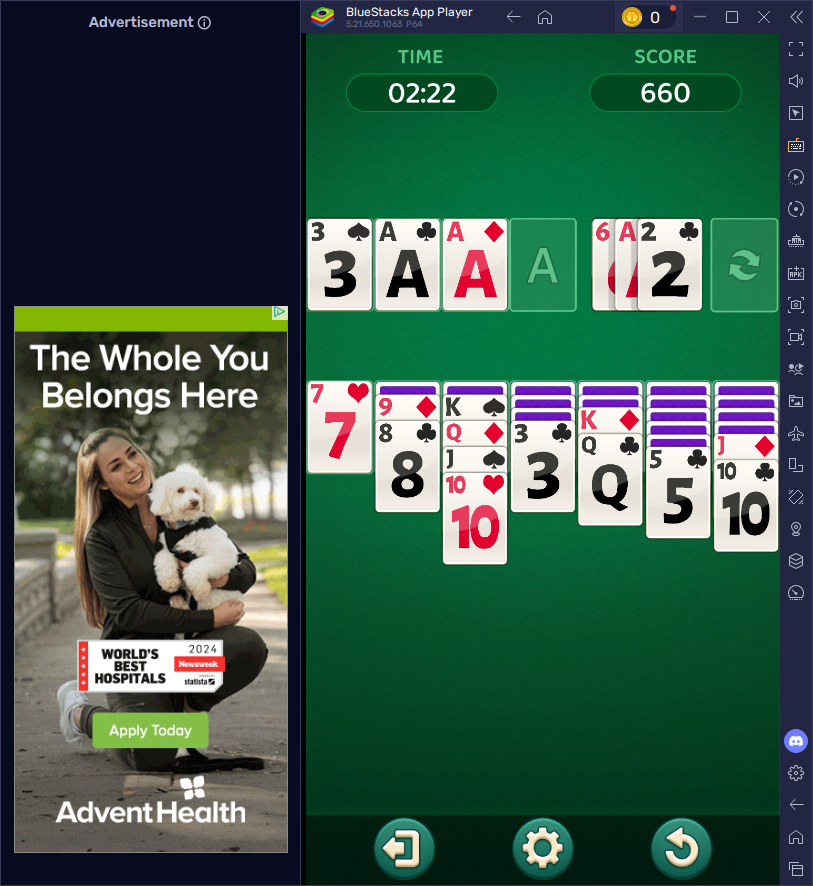 Advertisement
BlueStacks App Player
5.21.650.1063 P64
0
TIME
SCORE
02:22
660
3
3
A
A
A
A
A
6
A
2
2
7
7
9
8
8
K
Q
J
10
10
3
3
K
Q
Q
5
5
J
10
10
The Whole You
Belongs Here
WORLD'S
BEST
HOSPITALS
2024
Newsweek
statista
Apply Today
AdventHealth
APK